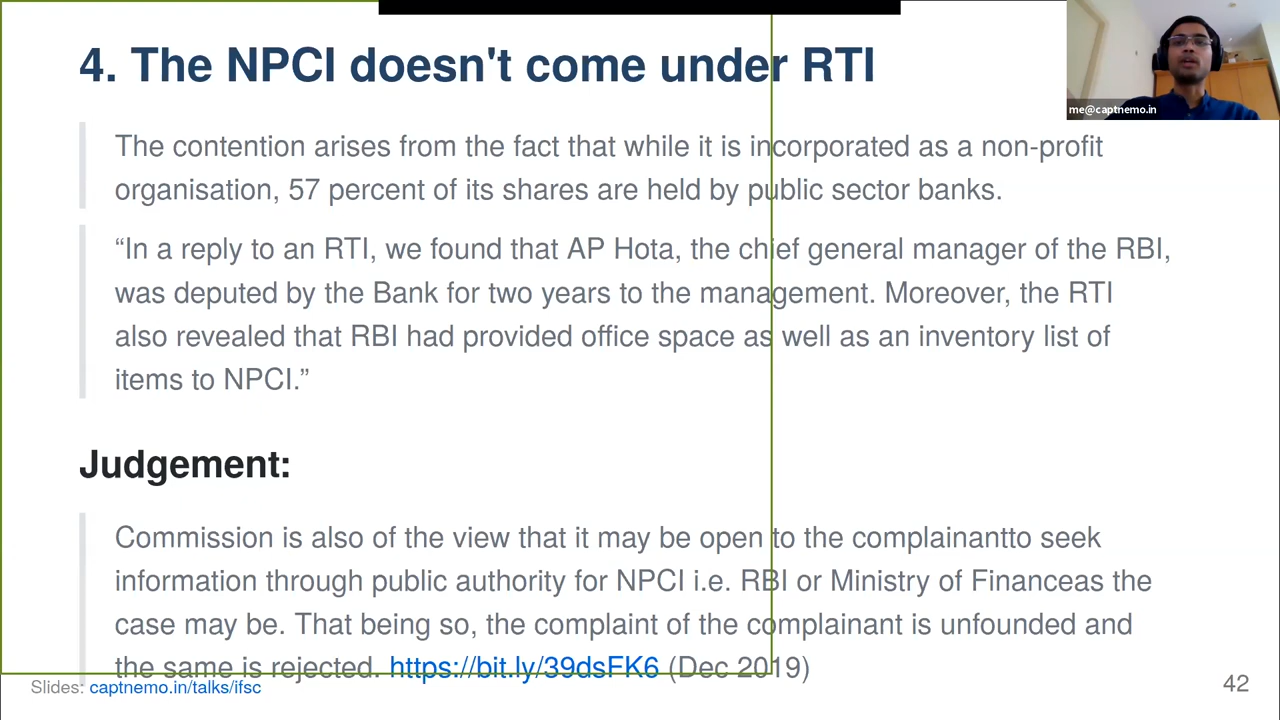 4. The NPCI doesn't come under RTI
me@captnemo.in
The contention arises from the fact that while it is incorporated as a non-profit
organisation, 57 percent of its shares are held by public sector banks.
“In a reply to an RTI, we found that AP Hota, the chief general manager of the RBI,
was deputed by the Bank for two years to the management. Moreover, the RTI
also revealed that RBI had provided office space as well as an inventory list of
items to NPCI.”
Judgement:
Commission is also of the view that it may be open to the complainantto seek
information through public authority for NPCI i.e. RBI or Ministry of Financeas the
case may be. That being so, the complaint of the complainant is unfounded and
the same is rejected. https://bit.ly/39dsFK6 (Dec 2019)
Slides: captnemo.in/talks/ifsc
42